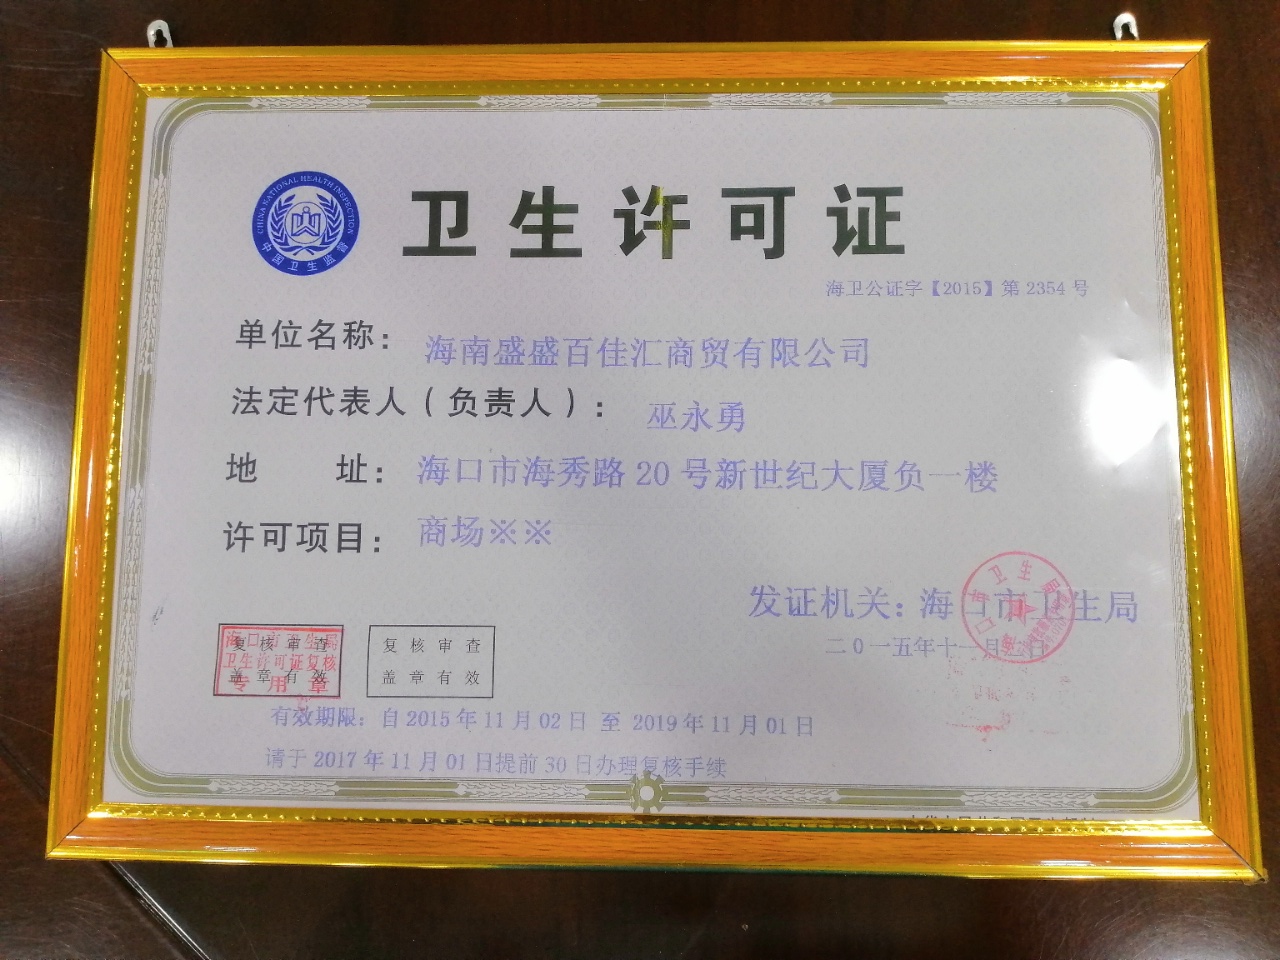 CHINA NATIONAL HEALTH INSPECTION
中国卫生监督
卫生许可证
海卫公证字【2015】第2354号
单位名称：海南盛盛百佳汇商贸有限公司
法定代表人（负责人）：巫永勇
地　　址：海口市海秀路20号新世纪大厦负一楼
许可项目：商场※※
发证机关：海口市卫生局
二0一五年十一月二日
海口市卫生局
卫生许可证复核
专用章
复核审查
盖章有效
复核审查
盖章有效
有效期限：自2015年11月02日 至 2019年11月01日
请于2017年11月01日提前30日办理复核手续